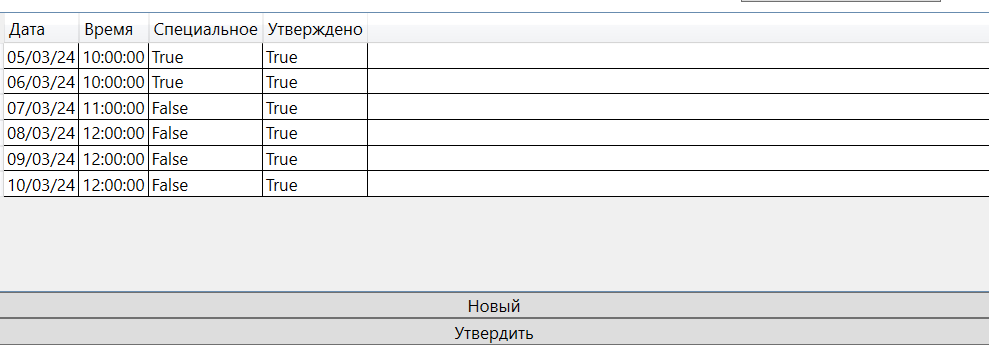 Дата Время Специальное Утверждено
05/03/24 10:00:00 True True
06/03/24 10:00:00 True True
07/03/24 11:00:00 False True
08/03/24 12:00:00 False True
09/03/24 12:00:00 False True
10/03/24 12:00:00 False True
Новый
Утвердить